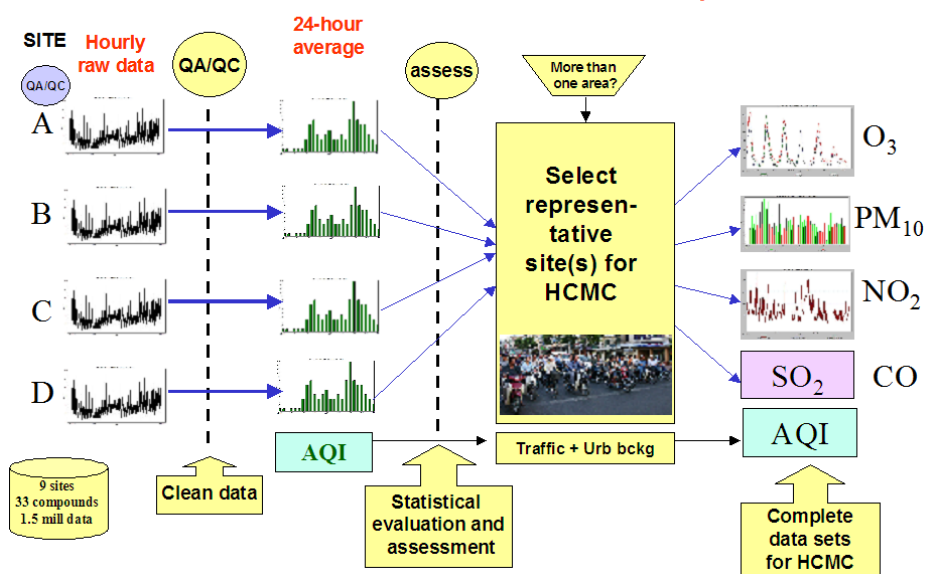 SITE
Hourly
raw data
QA/QC
24-hour
average
assess
More than
one area?
QA/QC
A
B
C
D
Select
represen-
tative
site(s) for
HCMC
O3
PM10
NO2
SO2
CO
AQI
Traffic + Urb bckg
AQI
9 sites
33 compounds
1.5 mill data
Clean data
Statistical
evaluation and
assessment
Complete
data sets
for HCMC